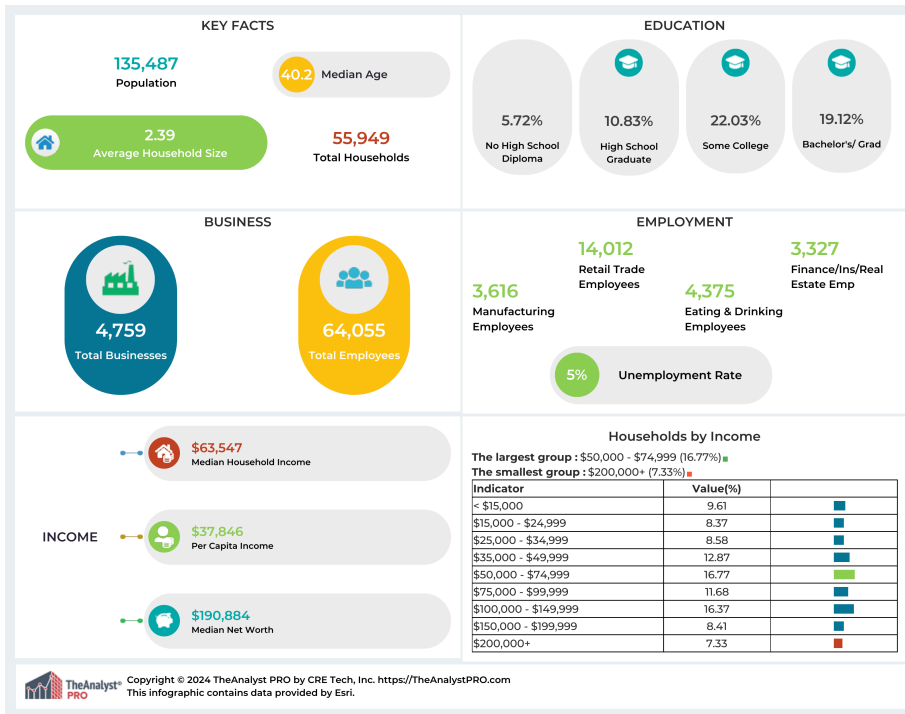 KEY FACTS
135,487
Population
40.2 Median Age
2.39
Average Household Size
55,949
Total Households
EDUCATION
5.72%
No High School
Diploma
10.83%
High School
Graduate
22.03%
Some College
19.12%
Bachelor's/ Grad
BUSINESS
4,759
Total Businesses
64,055
Total Employees
EMPLOYMENT
3,616
Manufacturing
Employees
14,012
Retail Trade
Employees
4,375
Eating & Drinking
Employees
3,327
Finance/Ins/Real
Estate Emp
5% Unemployment Rate
INCOME
$63,547
Median Household Income
$37,846
Per Capita Income
$190,884
Median Net Worth
Households by Income
The largest group : $50,000 - $74,999 (16.77%)
The smallest group : $200,000+ (7.33%)
Indicator Value(%)
< $15,000 9.61
$15,000 - $24,999 8.37
$25,000 - $34,999 8.58
$35,000 - $49,999 12.87
$50,000 - $74,999 16.77
$75,000 - $99,999 11.68
$100,000 - $149,999 16.37
$150,000 - $199,999 8.41
$200,000+ 7.33
TheAnalyst®
PRO
Copyright © 2024 TheAnalyst PRO by CRE Tech, Inc. https://TheAnalystPRO.com
This infographic contains data provided by Esri.